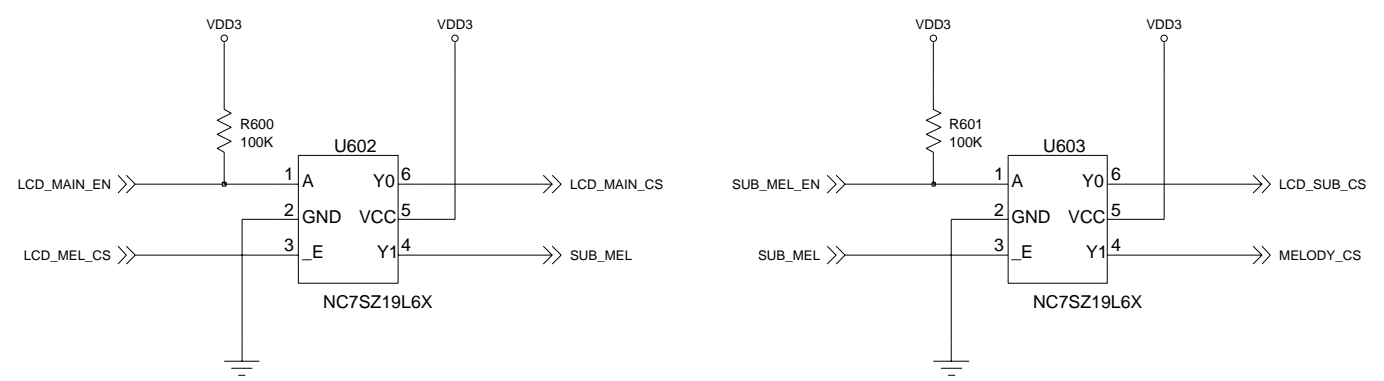 VDD3
VDD3
R600
100K
U602
LCD_MAIN_EN
1
A
Y0
6
LCD_MAIN_CS
2
GND
VCC
5
LCD_MEL_CS
3
_E
Y1
4
SUB_MEL
NC7SZ19L6X
VDD3
VDD3
R601
100K
U603
SUB_MEL_EN
1
A
Y0
6
LCD_SUB_CS
2
GND
VCC
5
SUB_MEL
3
_E
Y1
4
MELODY_CS
NC7SZ19L6X